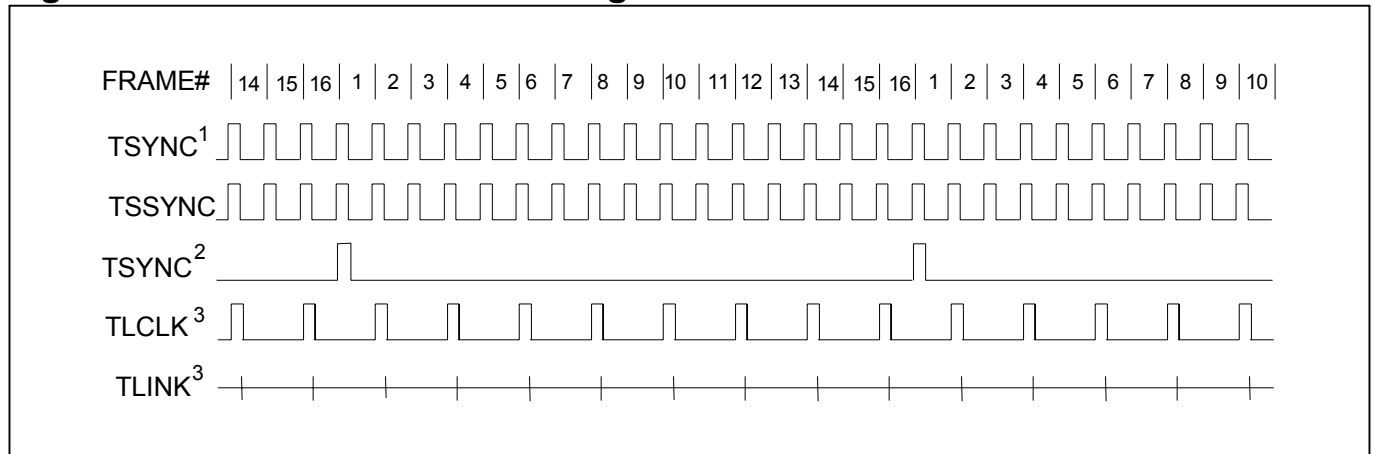 FRAME# 14 15 16 1 2 3 4 5 6 7 8 9 10 11 12 13 14 15 16 1 2 3 4 5 6 7 8 9 10
TSYNC¹
TSSYNC
TSYNC²
TLCLK³
TLINK³